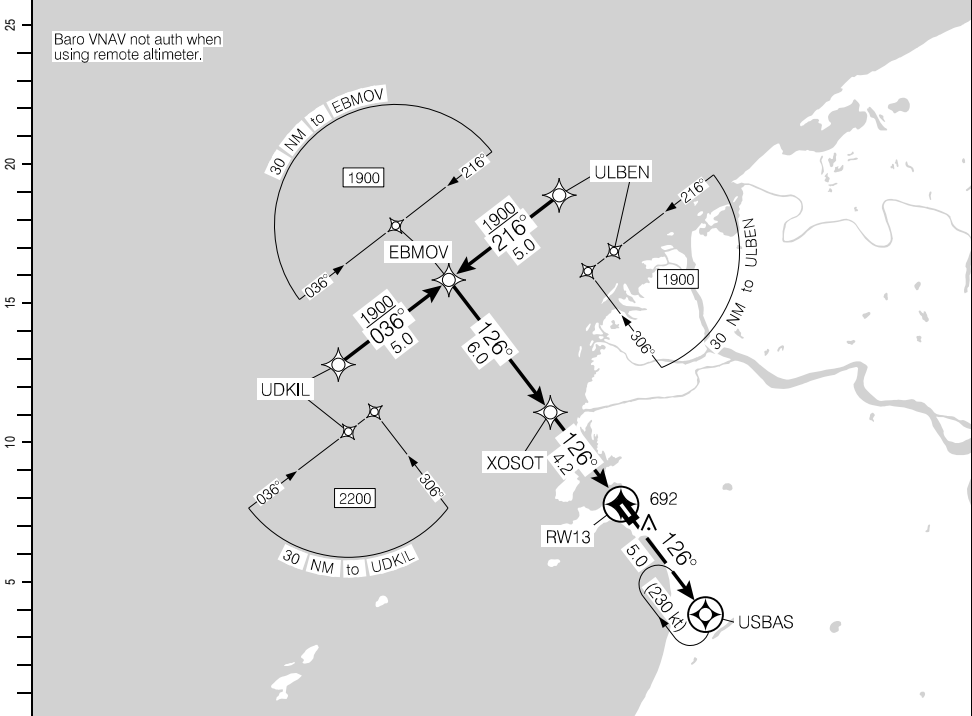 25
Baro VNAV not auth when
using remote altimeter.
30 NM to EBMOV
1900
216°
036°
20
ULBEN
1900
216°
5.0
216°
EBMOV
30 NM to ULBEN
1900
306°
15
1900
036°
5.0
126°
6.0
UDKIL
10
XOSOT
126°
4.2
036°
306°
2200
30 NM to UDKIL
692
RW13
126°
5.0
5
(230 kt)
USBAS